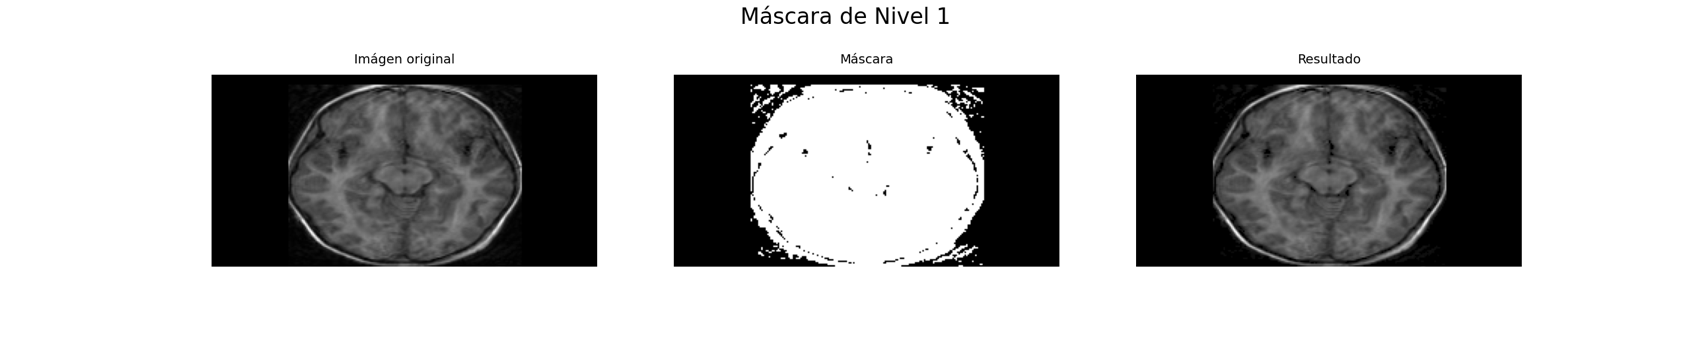 Máscara de Nivel 1
Imágen original
Máscara
Resultado